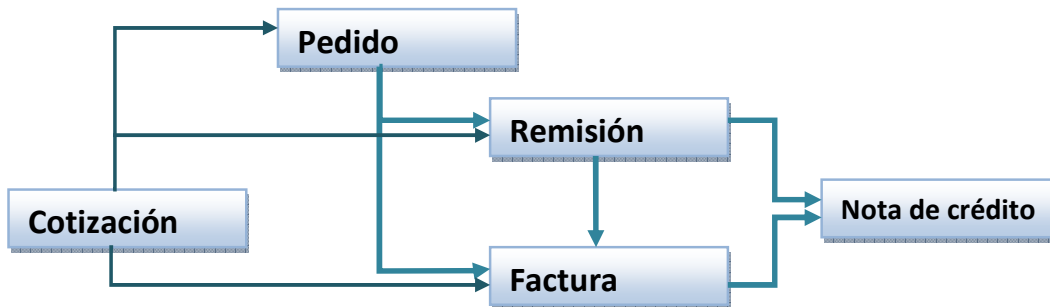 Pedido
Remisión
Cotización
Nota de crédito
Factura